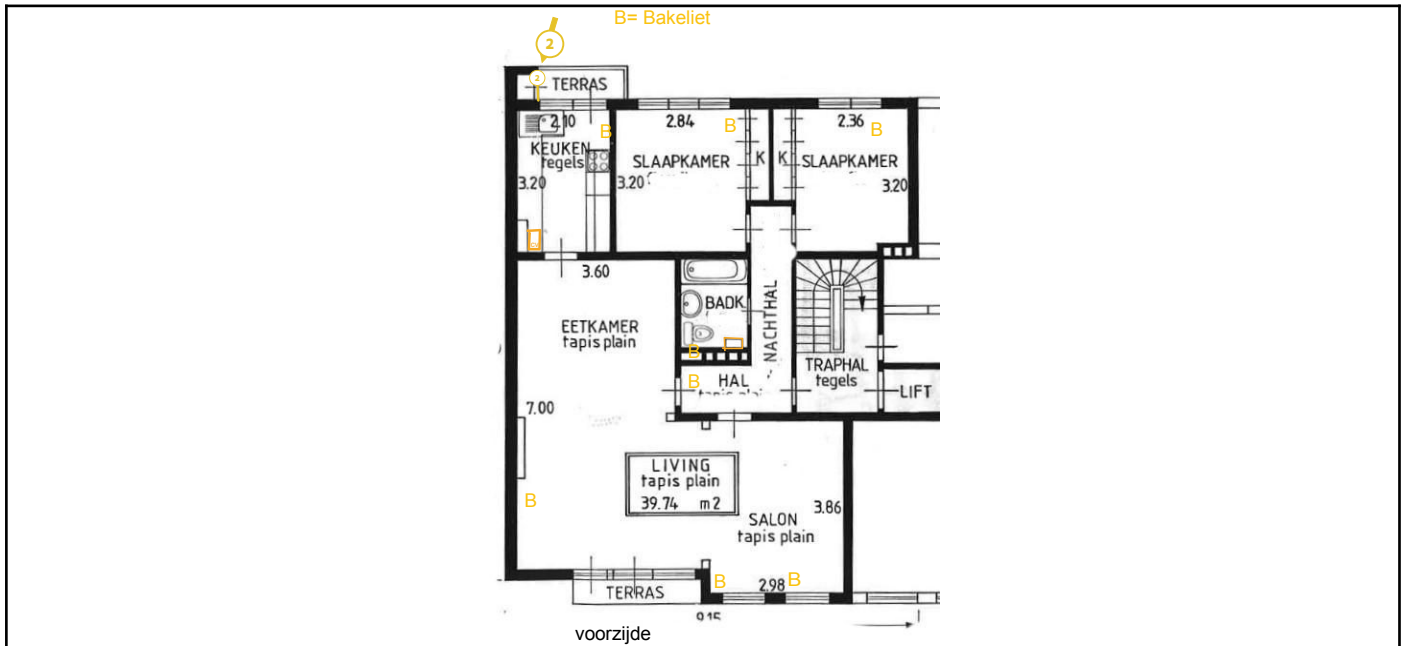 B= Bakeliet
2
2
TERRAS
2.10
B
2.84
B
2.36
B
KEUKEN
tegels
SLAAPKAMER
K
K
SLAAPKAMER
3.20
3.20
3.20
3.60
BADK.
NACHTHAL
EETKAMER
tapis plain
B
B
HAL
TRAPHAL
tegels
LIFT
7.00
LIVING
tapis plain
39.74 m2
B
3.86
SALON
tapis plain
B
2.98
B
TERRAS
9.15
voorzijde